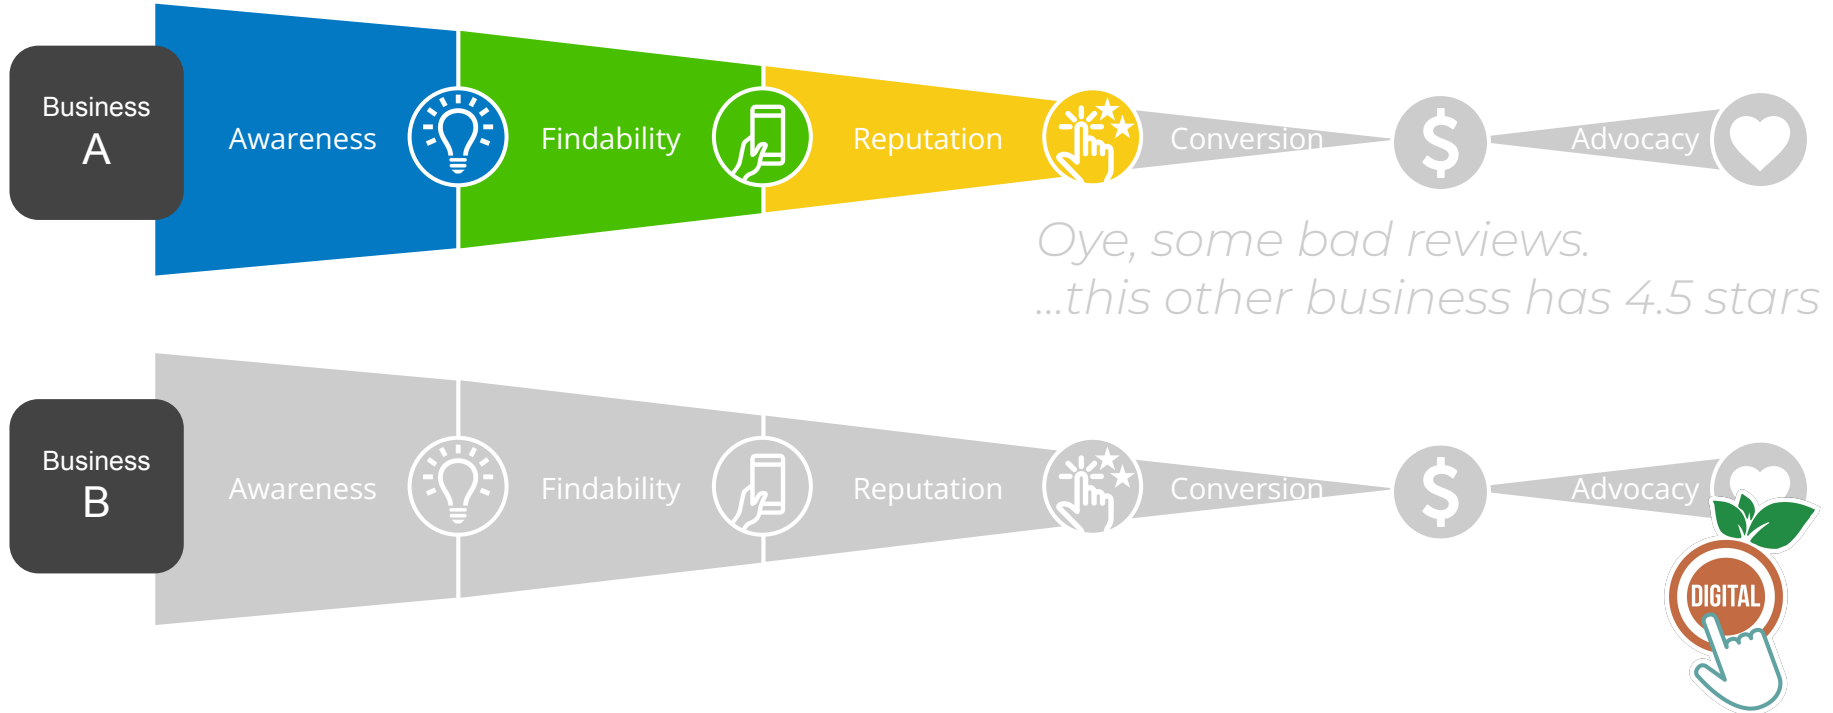 Business
A
Awareness
Findability
Reputation
Conversion
$
Advocacy
Oye, some bad reviews.
...this other business has 4.5 stars
Business
B
Awareness
Findability
Reputation
Conversion
$
Advocacy
DIGITAL